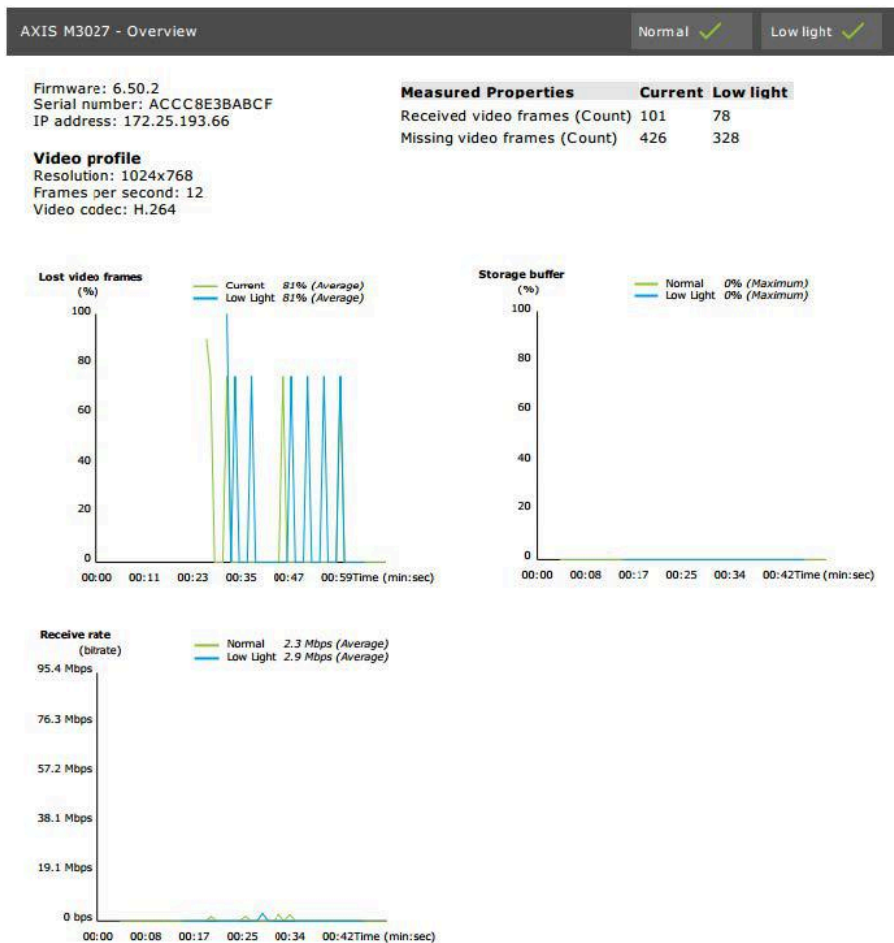 AXIS M3027 - Overview
Normal
Low light
Firmware: 6.50.2
Serial number: ACCC8E3BABCF
IP address: 172.25.193.66
Video profile
Resolution: 1024x768
Frames per second: 12
Video codec: H.264
Measured Properties Current Low light
Received video frames (Count) 101 78
Missing video frames (Count) 426 328
Lost video frames
(%)
Current 81% (Average)
Low Light 81% (Average)
100
80
60
40
20
0
00:00 00:11 00:23 00:35 00:47 00:59Time (min:sec)
Storage buffer
(%)
Normal 0% (Maximum)
Low Light 0% (Maximum)
100
80
60
40
20
0
00:00 00:08 00:17 00:25 00:34 00:42Time (min:sec)
Receive rate
(bitrate)
Normal 2.3 Mbps (Average)
Low Light 2.9 Mbps (Average)
95.4 Mbps
76.3 Mbps
57.2 Mbps
38.1 Mbps
19.1 Mbps
0 bps
00:00 00:08 00:17 00:25 00:34 00:42Time (min:sec)